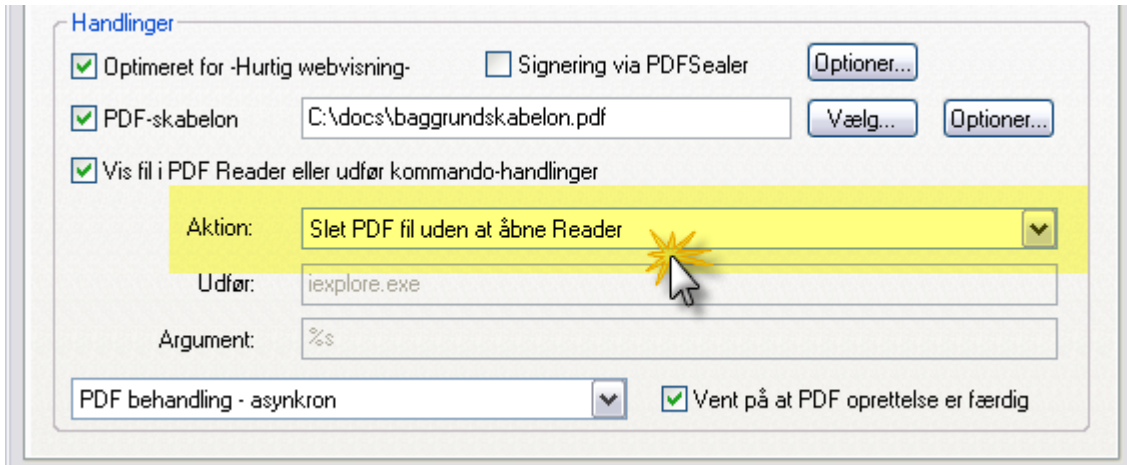 Handlinger
Optimeret for -Hurtig webvisning- Signering via PDFSealer Optioner...
PDF-skabelon C:\docs\baggrundskabelon.pdf Vælg... Optioner...
Vis fil i PDF Reader eller udfør kommando-handlinger
Aktion: Slet PDF fil uden at åbne Reader
Udfør: iexplore.exe
Argument: %s
PDF behandling - asynkron Vent på at PDF oprettelse er færdig